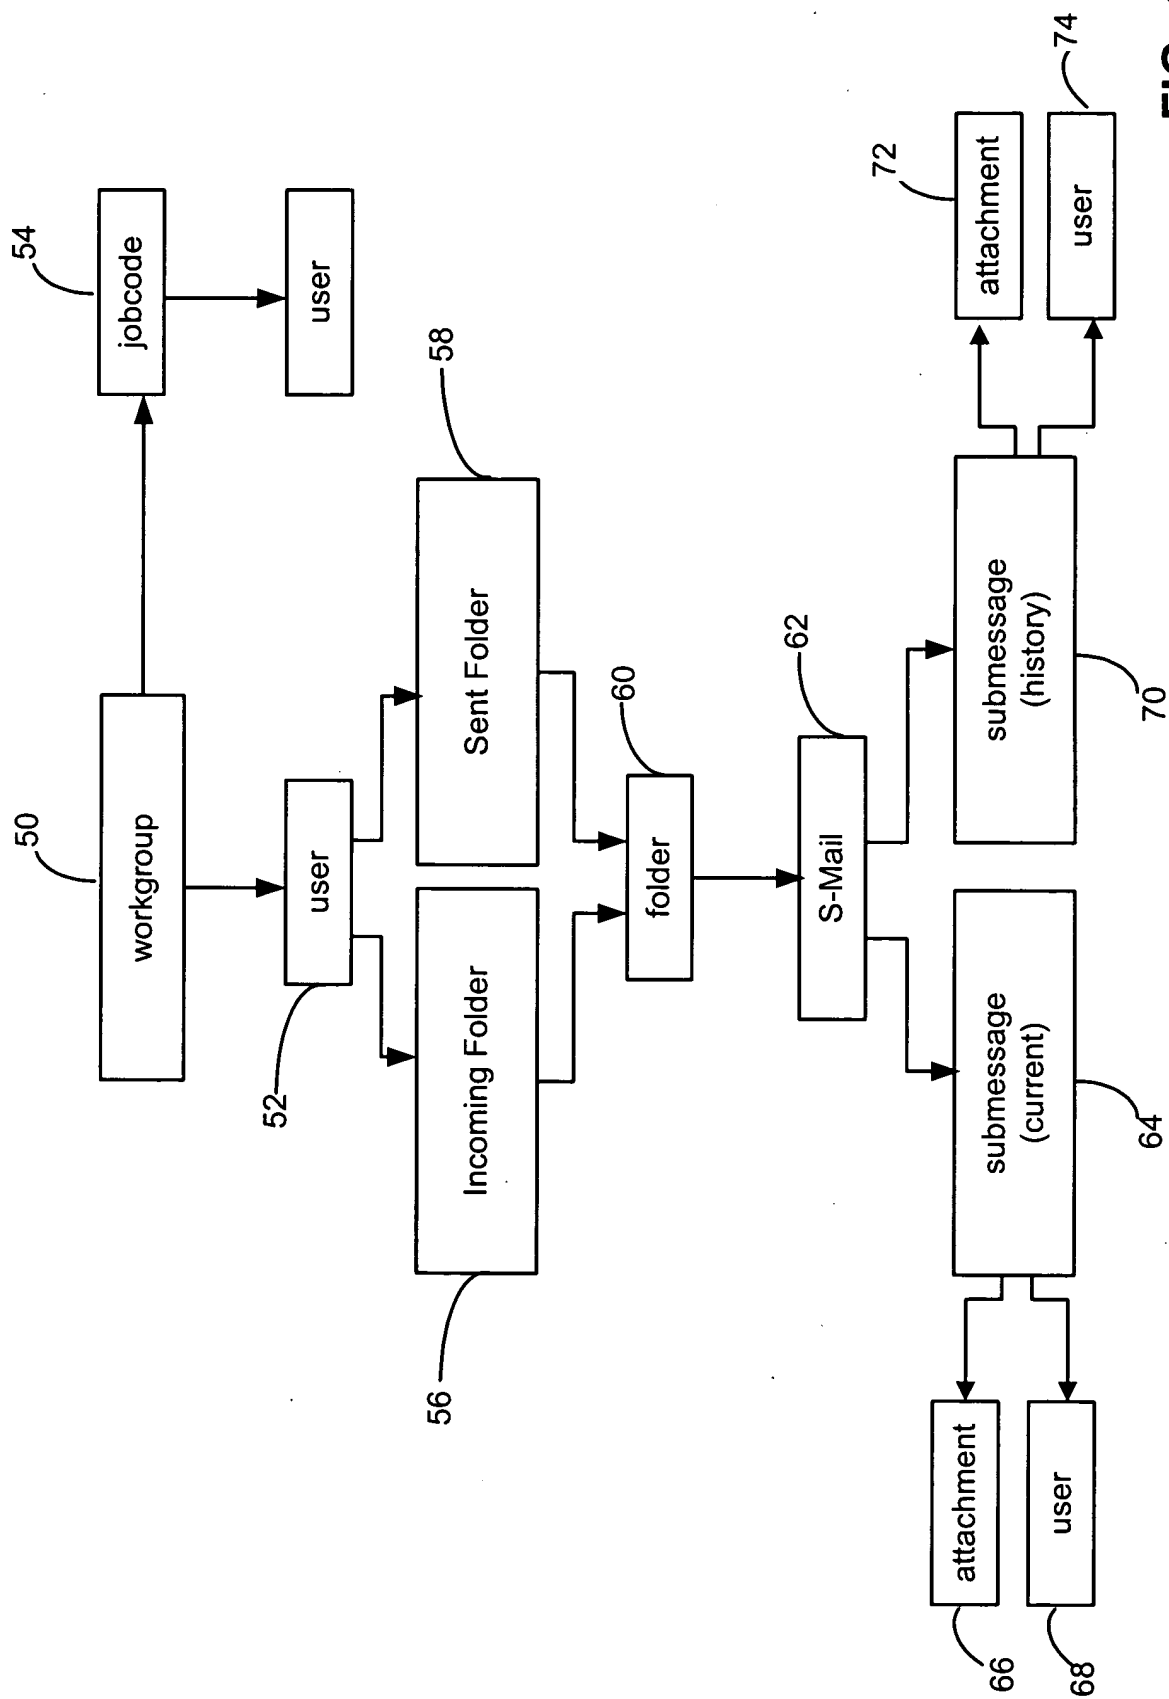 50
workgroup
54
jobcode
user
52
user
58
Incoming Folder
Sent Folder
56
60
folder
62
S-Mail
72
74
submessage
(current)
submessage
(history)
attachment
user
attachment
user
66
68
64
70
FIG.